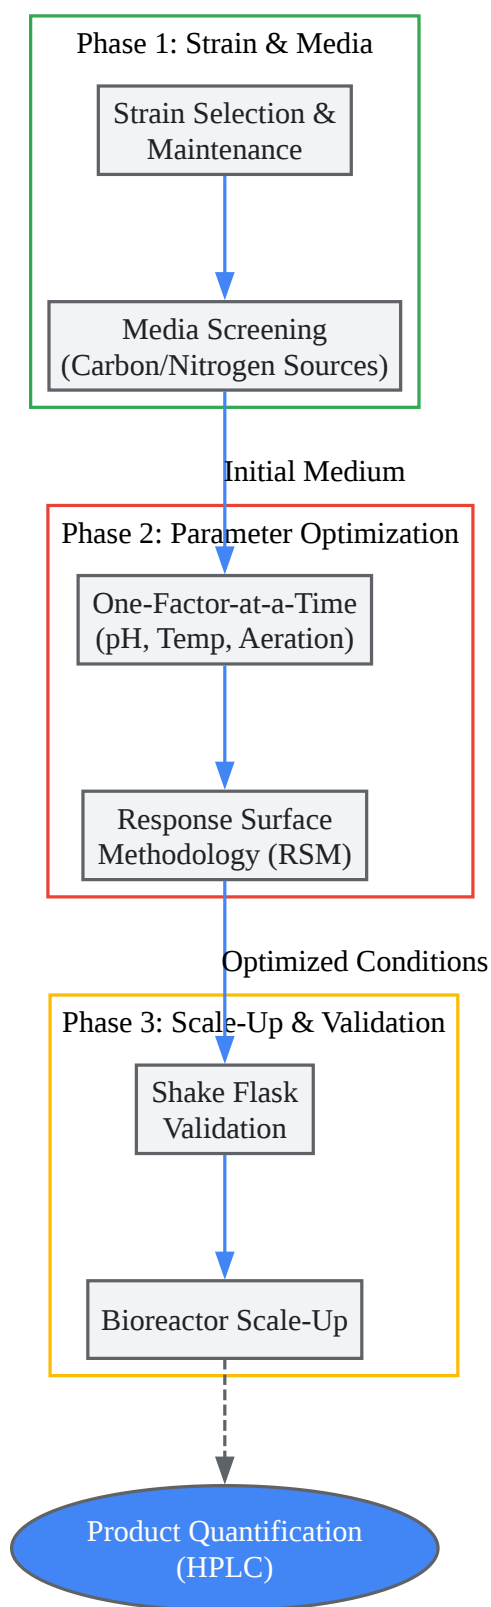 Phase 1: Strain & Media
Strain Selection &
Maintenance
Media Screening
(Carbon/Nitrogen Sources)
Initial Medium
Phase 2: Parameter Optimization
One-Factor-at-a-Time
(pH, Temp, Aeration)
Response Surface
Methodology (RSM)
Optimized Conditions
Phase 3: Scale-Up & Validation
Shake Flask
Validation
Bioreactor Scale-Up
Product Quantification
(HPLC)